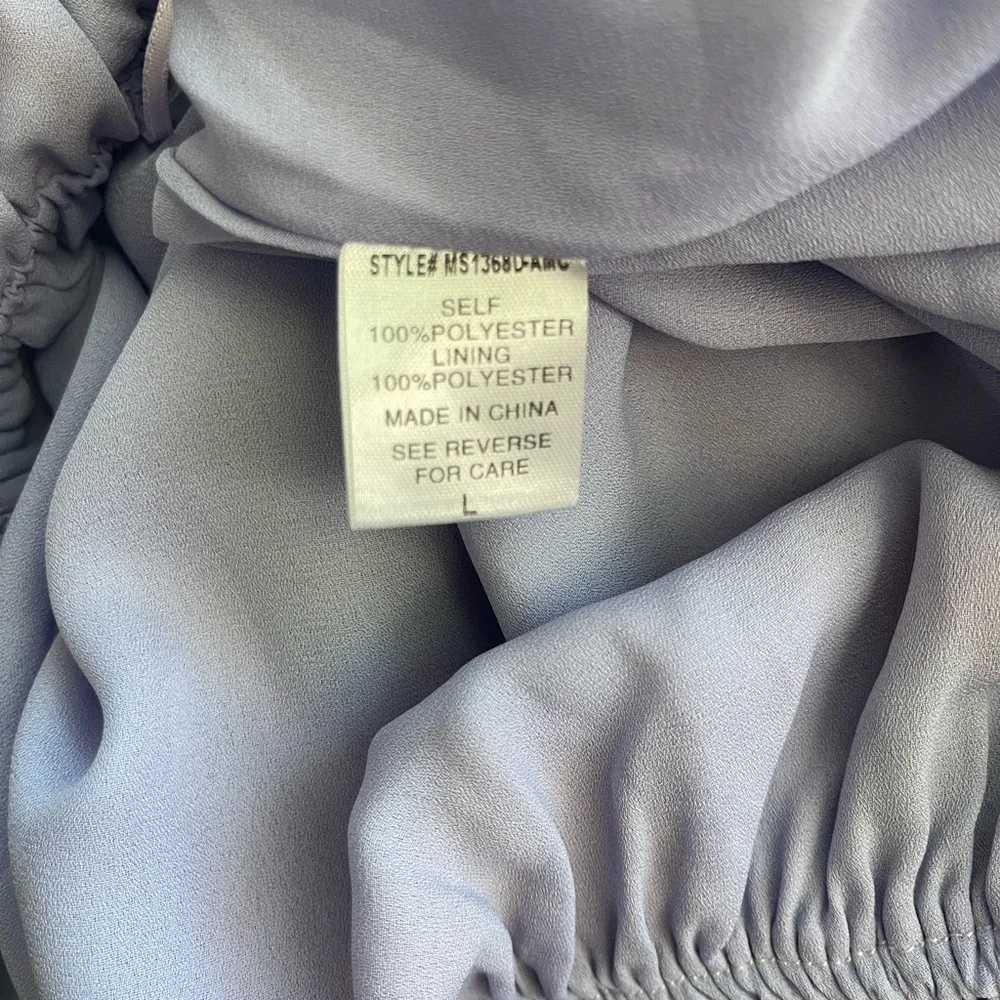 STYLE# MS1368D-AMC
SELF
100%POLYESTER
LINING
100%POLYESTER
MADE IN CHINA
SEE REVERSE
FOR CARE
L